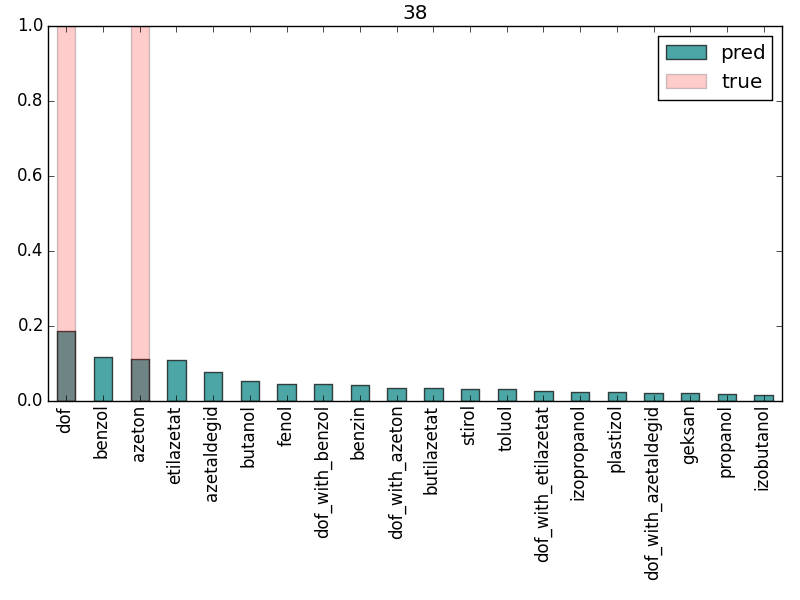 38
1.0
0.8
0.6
0.4
0.2
0.0
pred
true
dof
benzol
azeton
etilazetat
azetaldegid
butanol
fenol
dof_with_benzol
benzin
dof_with_azeton
butilazetat
stirol
toluol
dof_with_etilazetat
izopropanol
plastizol
dof_with_azetaldegid
geksan
propanol
izobutanol